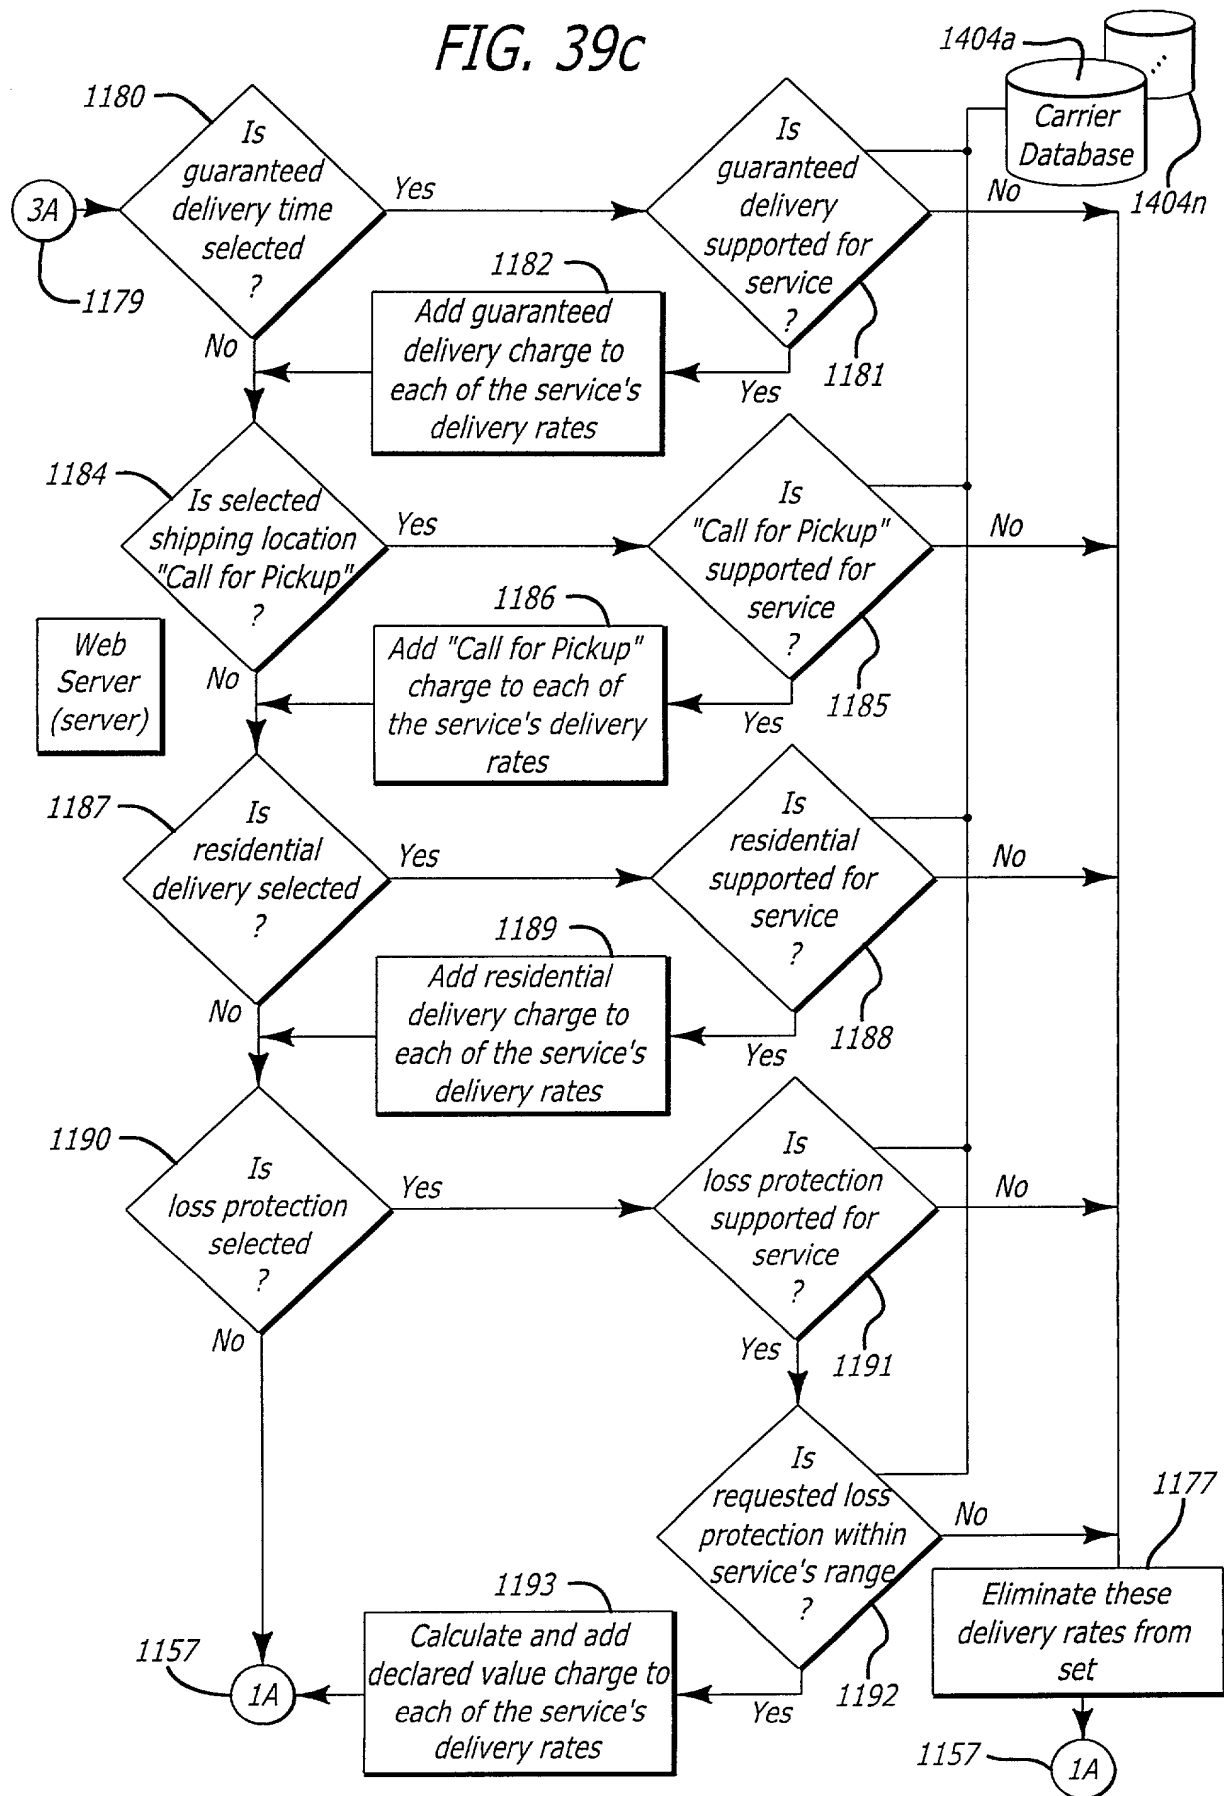 FIG. 39c
1404a
Carrier
Database
1404n
1180
Is
guaranteed
delivery time
selected
?
Yes
Is
guaranteed
delivery
supported for
service
?
No
3A
1179
1182
Add guaranteed
delivery charge to
each of the service's
delivery rates
No
Yes
1181
1184
Is selected
shipping location
"Call for Pickup"
?
Yes
Is
"Call for Pickup"
supported for
service
?
No
Web
Server
(server)
1186
Add "Call for Pickup"
charge to each of
the service's delivery
rates
No
Yes
1185
1187
Is
residential
delivery selected
?
Yes
Is
residential
supported for
service
?
No
1189
Add residential
delivery charge to
each of the service's
delivery rates
No
Yes
1188
1190
Is
loss protection
selected
?
Yes
Is
loss protection
supported for
service
?
No
No
Yes
1191
Is
requested loss
protection within
service's range
?
No
1177
Eliminate these
delivery rates from
set
1193
Calculate and add
declared value charge to
each of the service's
delivery rates
Yes
1192
1157
1A
1157
1A